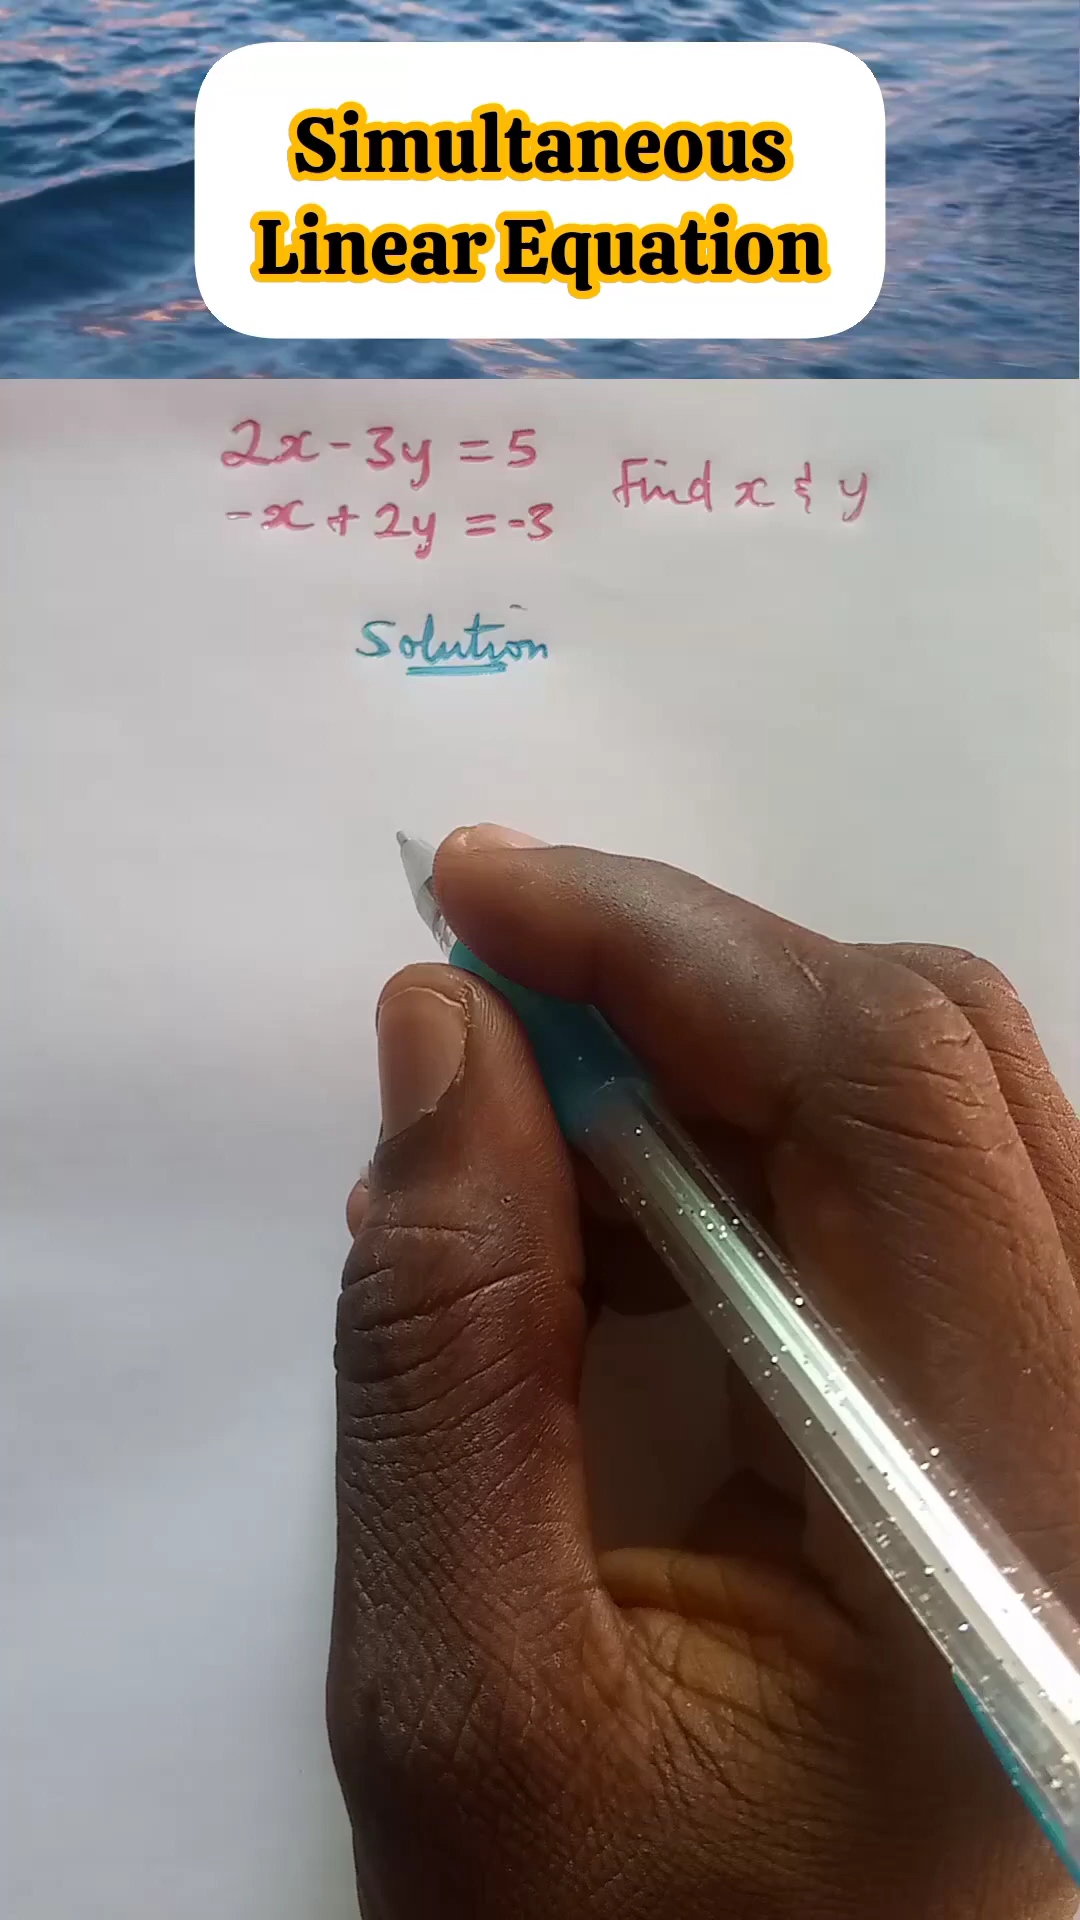 Simultaneous
Linear Equation
2x - 3y = 5
-x + 2y = -3
Find x & y
Solution